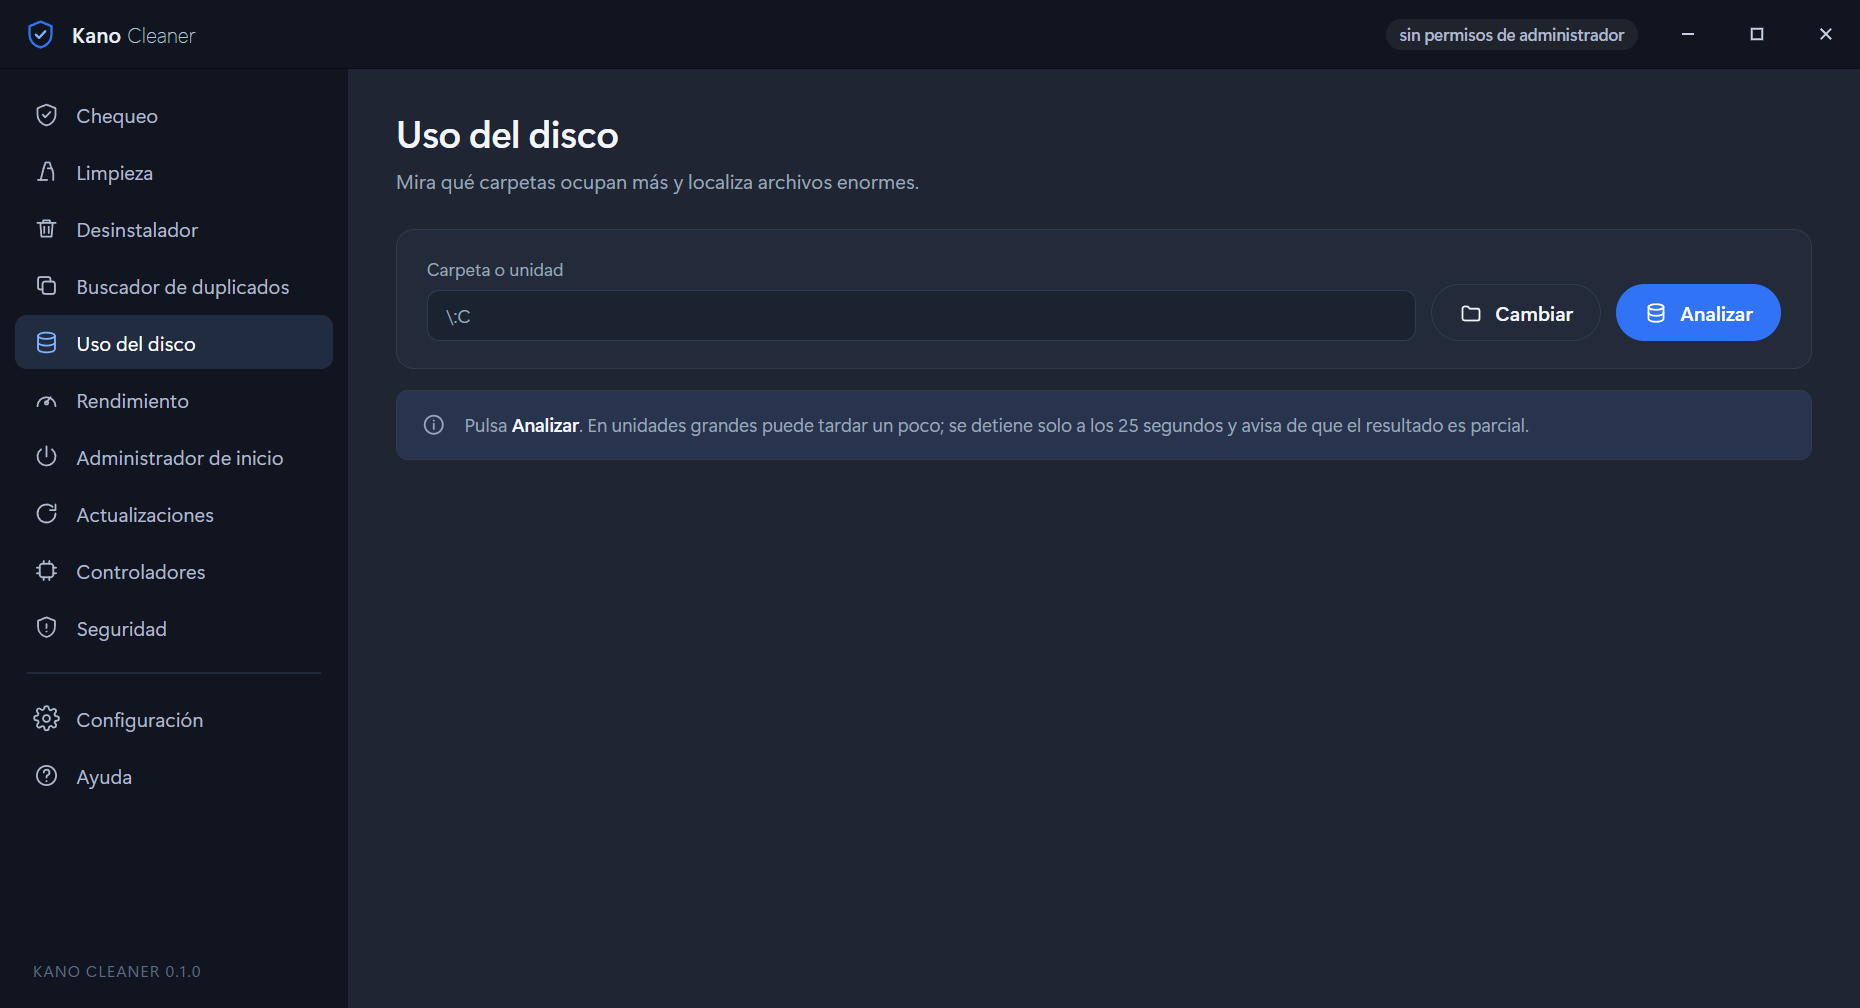 Kano Cleaner
sin permisos de administrador
Chequeo
Limpieza
Desinstalador
Buscador de duplicados
Uso del disco
Rendimiento
Administrador de inicio
Actualizaciones
Controladores
Seguridad
Configuración
Ayuda
KANO CLEANER 0.1.0
Uso del disco
Mira qué carpetas ocupan más y localiza archivos enormes.
Carpeta o unidad
\:C
Cambiar
Analizar
Pulsa Analizar. En unidades grandes puede tardar un poco; se detiene solo a los 25 segundos y avisa de que el resultado es parcial.